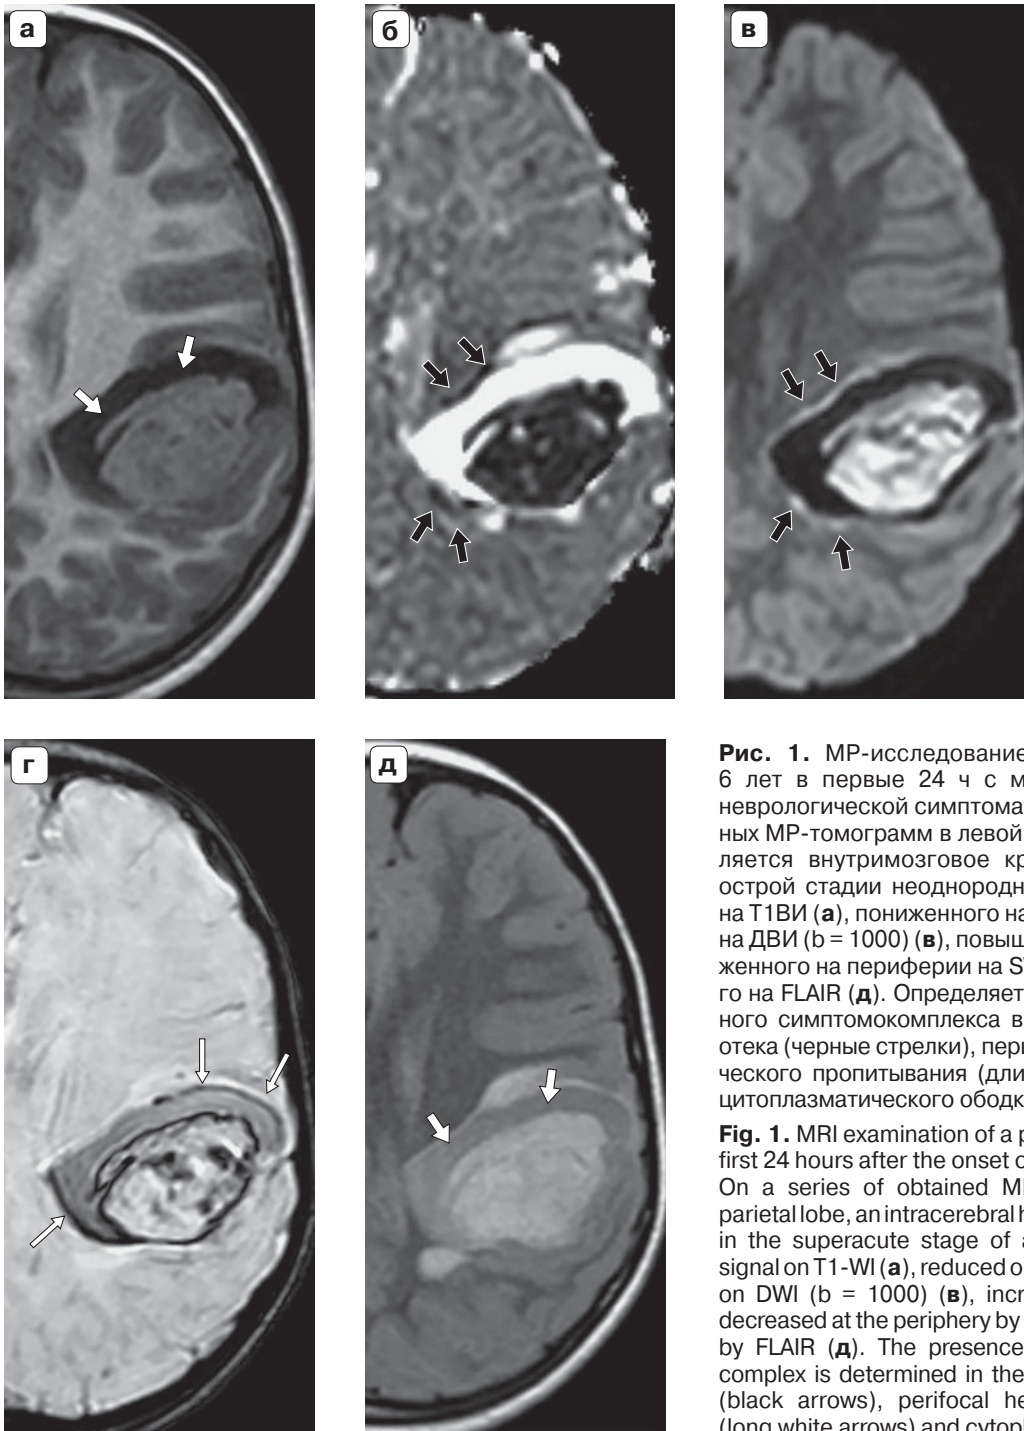 а
б
в
г
д
Рис. 1. МР-исследование
6 лет в первые 24 ч с м
неврологической симптома
ных МР-томограмм в левой
ляется внутримозговое кр
острой стадии неоднородн
на Т1ВИ (а), пониженного на
на ДВИ (b = 1000) (в), повыш
женного на периферии на S
го на FLAIR (д). Определяет
ного симптомокомплекса в
отека (черные стрелки), пери
ческого пропитывания (дли
цитоплазматического ободк
Fig. 1. MRI examination of a p
first 24 hours after the onset o
On a series of obtained MI
parietal lobe, an intracerebral h
in the superacute stage of a
signal on T1-WI (а), reduced o
on DWI (b = 1000) (в), incr
decreased at the periphery by
by FLAIR (д). The presence
complex is determined in the
(black arrows), perifocal he
(long white arrows) and cytopl